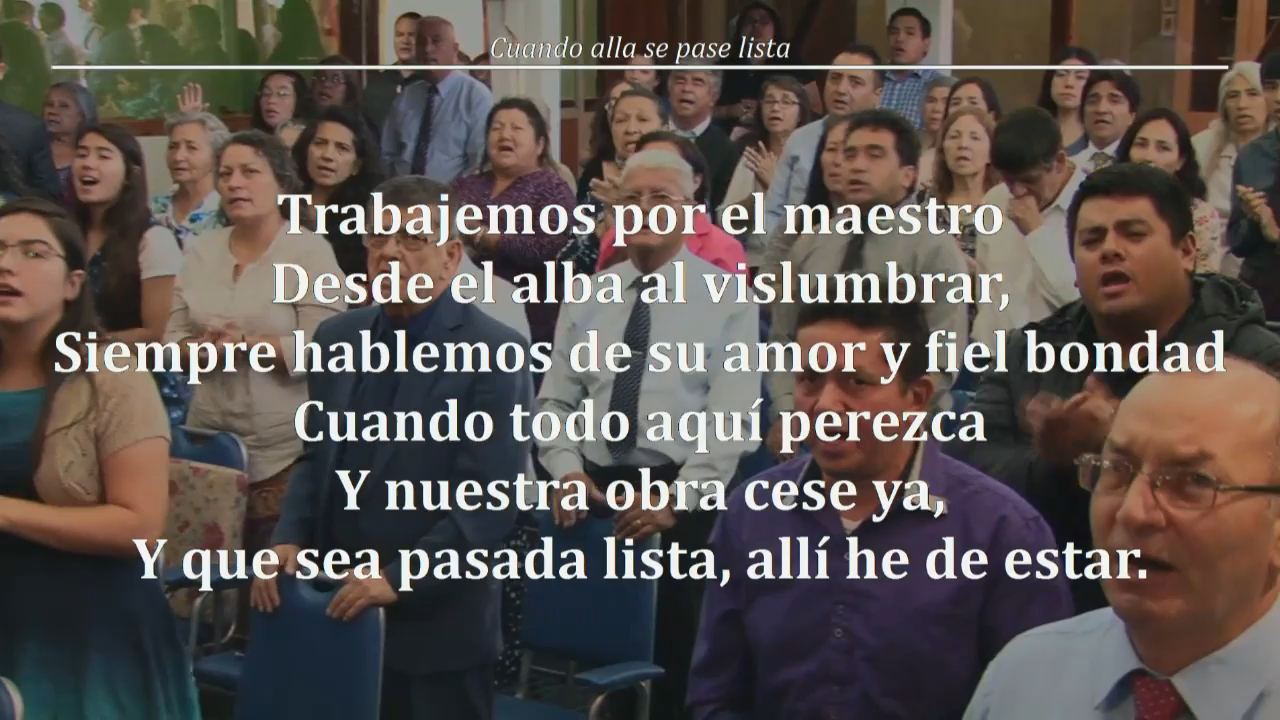 Cuando alla se pase lista
Trabajemos por el maestro
Desde el alba al vislumbrar,
Siempre hablemos de su amor y fiel bondad
Cuando todo aquí perezca
Y nuestra obra cese ya,
Y que sea pasada lista, allí he de estar.